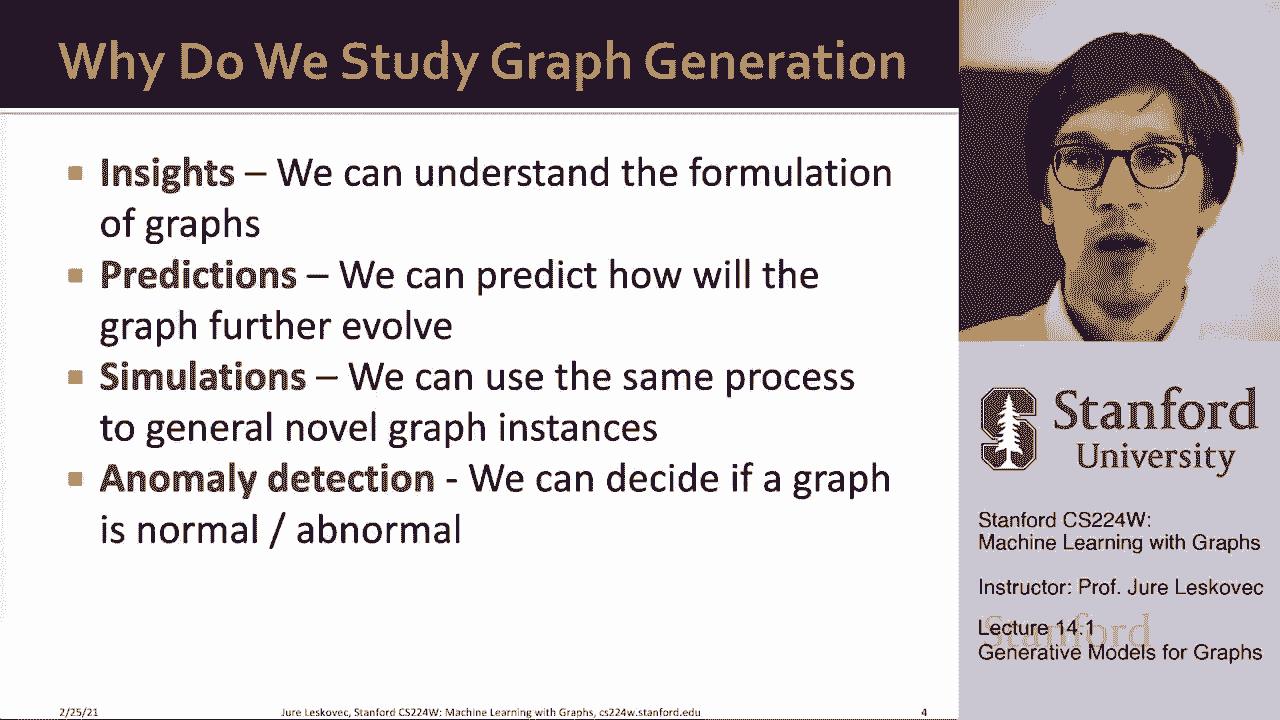 Why Do We Study Graph Generation
▪ Insights – We can understand the formulation
of graphs
▪ Predictions – We can predict how will the
graph further evolve
▪ Simulations – We can use the same process
to general novel graph instances
▪ Anomaly detection - We can decide if a graph
is normal / abnormal
2/25/21
Jure Leskovec, Stanford CS224W: Machine Learning with Graphs, cs224w.stanford.edu
4
S
Stanford
University
Stanford CS224W:
Machine Learning with Graphs
Instructor: Prof. Jure Leskovec
Lecture 14.1
Stanford
Generative Models for Graphs